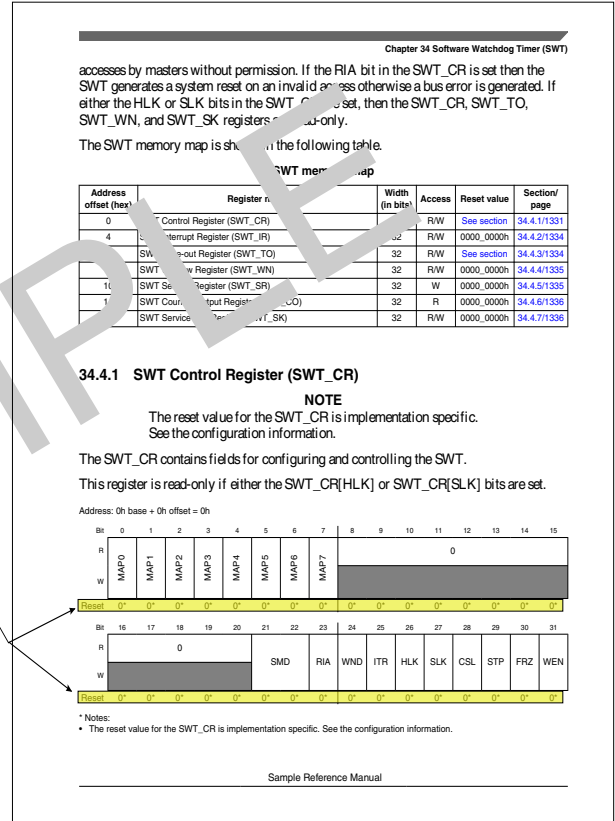 Chapter 34 Software Watchdog Timer (SWT)
accesses by masters without permission. If the RIA bit in the SWT_CR is set then the
SWT generates a system reset on an invalid access otherwise a bus error is generated. If
either the HLK or SLK bits in the SWT_ set, then the SWT_CR, SWT_TO,
SWT_WN, and SWT_SK registers read-only.
The SWT memory map is in the following table.
SWT map
Address offset (hex) Register Width (in bits) Access Reset value Section/ page
0 SWT Control Register (SWT_CR) R/W See section 34.4.1/1331
4 Interrupt Register (SWT_IR) 32 R/W 0000_0000h 34.4.2/1334
Register (SWT_TO) 32 R/W See section 34.4.3/1334
SWT Register (SWT_WN) 32 R/W 0000_0000h 34.4.4/1335
10 SWT Register (SWT_SR) 32 W 0000_0000h 34.4.5/1335
SWT Output 32 R 0000_0000h 34.4.6/1336
SWT Service 32 R/W 0000_0000h 34.4.7/1336
34.4.1 SWT Control Register (SWT_CR)
NOTE
The reset value for the SWT_CR is implementation specific.
See the configuration information.
The SWT_CR contains fields for configuring and controlling the SWT.
This register is read-only if either the SWT_CR[HLK] or SWT_CR[SLK] bits are set.
Address: 0h base + 0h offset = 0h
Bit 0 1 2 3 4 5 6 7 8 9 10 11 12 13 14 15
R MAP0 MAP1 MAP2 MAP3 MAP4 MAP5 MAP6 MAP7 0
W
Reset 0* 0* 0* 0* 0* 0* 0* 0* 0* 0* 0* 0* 0* 0* 0* 0*
Bit 16 17 18 19 20 21 22 23 24 25 26 27 28 29 30 31
R 0 SMD RIA WND ITR HLK SLK CSL STP FRZ WEN
W
Reset 0* 0* 0* 0* 0* 0* 0* 0* 0* 0* 0* 0* 0* 0* 0* 0*
* Notes:
• The reset value for the SWT_CR is implementation specific. See the configuration information.
Sample Reference Manual